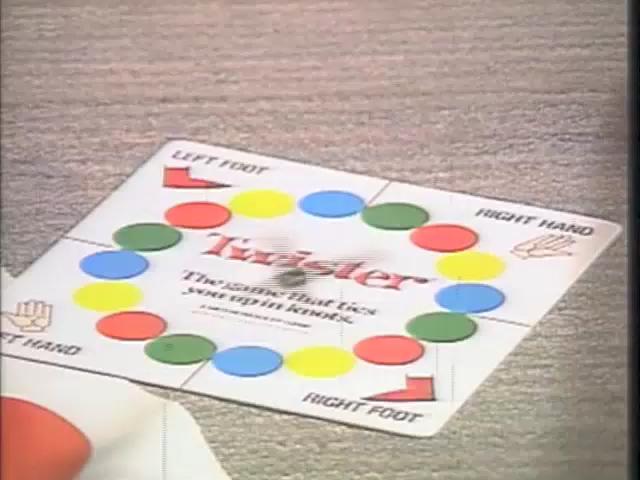 LEFT FOOT
RIGHT HAND
Twister
The game that ties
you up in knots.
HAND
RIGHT FOOT